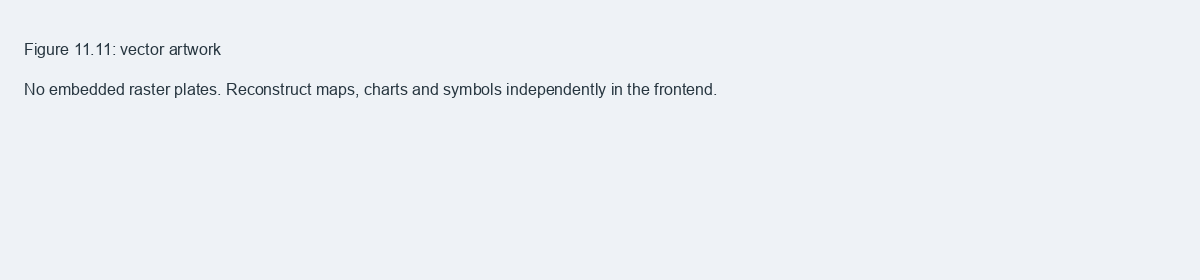 Figure 11.11: vector artwork
No embedded raster plates. Reconstruct maps, charts and symbols independently in the frontend.